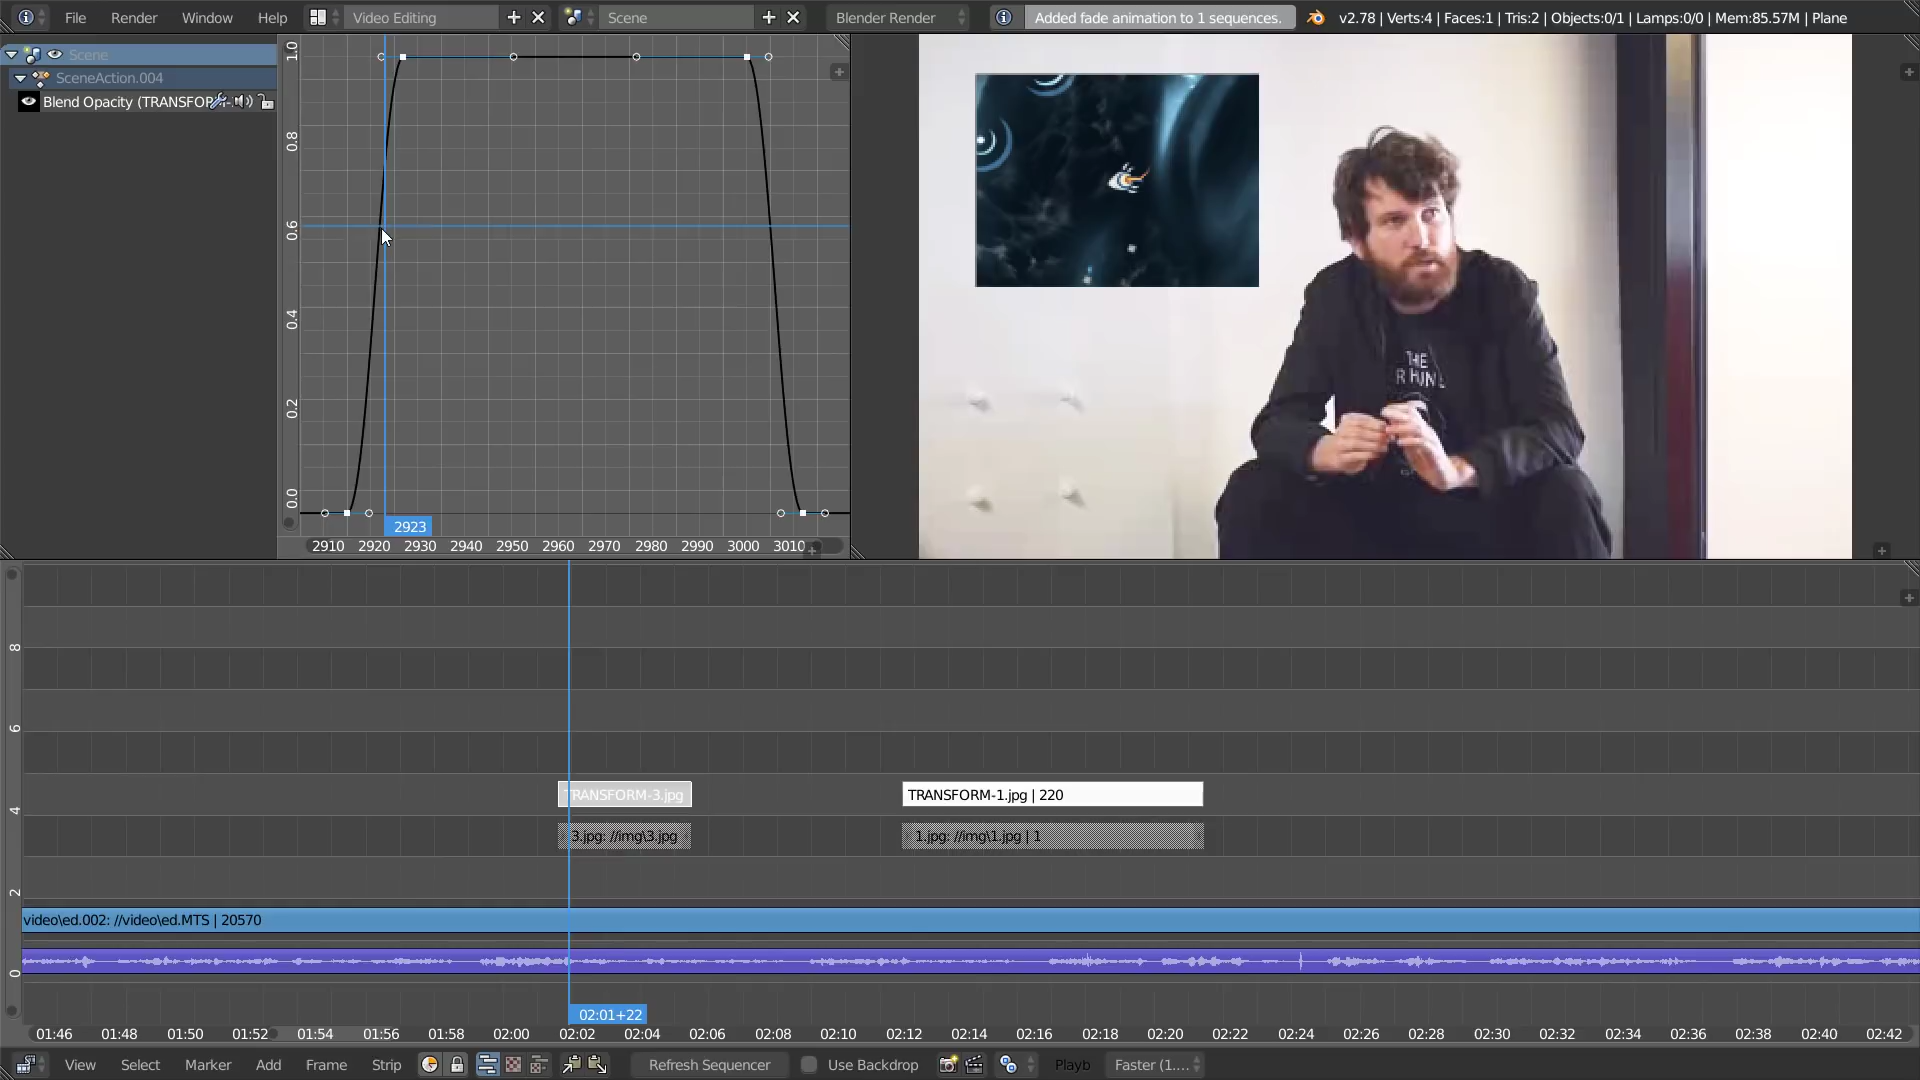 File Render Window Help Video Editing Scene Blender Render Added fade animation to 1 sequences. v2.78 | Verts:4 | Faces:1 | Tris:2 | Objects:0/1 | Lamps:0/0 | Mem:85.57M | Plane
Scene
SceneAction.004
Blend Opacity (TRANSFOR
1.0
0.8
0.6
0.4
0.2
0.0
2923
2910 2920 2930 2940 2950 2960 2970 2980 2990 3000 3010
THE
R HUN
8
6
4
2
0
TRANSFORM-3.jpg
TRANSFORM-1.jpg | 220
3.jpg: //img\3.jpg
1.jpg: //img\1.jpg | 1
video\ed.002: //video\ed.MTS | 20570
02:01+22
01:46 01:48 01:50 01:52 01:54 01:56 01:58 02:00 02:02 02:04 02:06 02:08 02:10 02:12 02:14 02:16 02:18 02:20 02:22 02:24 02:26 02:28 02:30 02:32 02:34 02:36 02:38 02:40 02:42
View Select Marker Add Frame Strip Refresh Sequencer Use Backdrop Playb Faster (1....